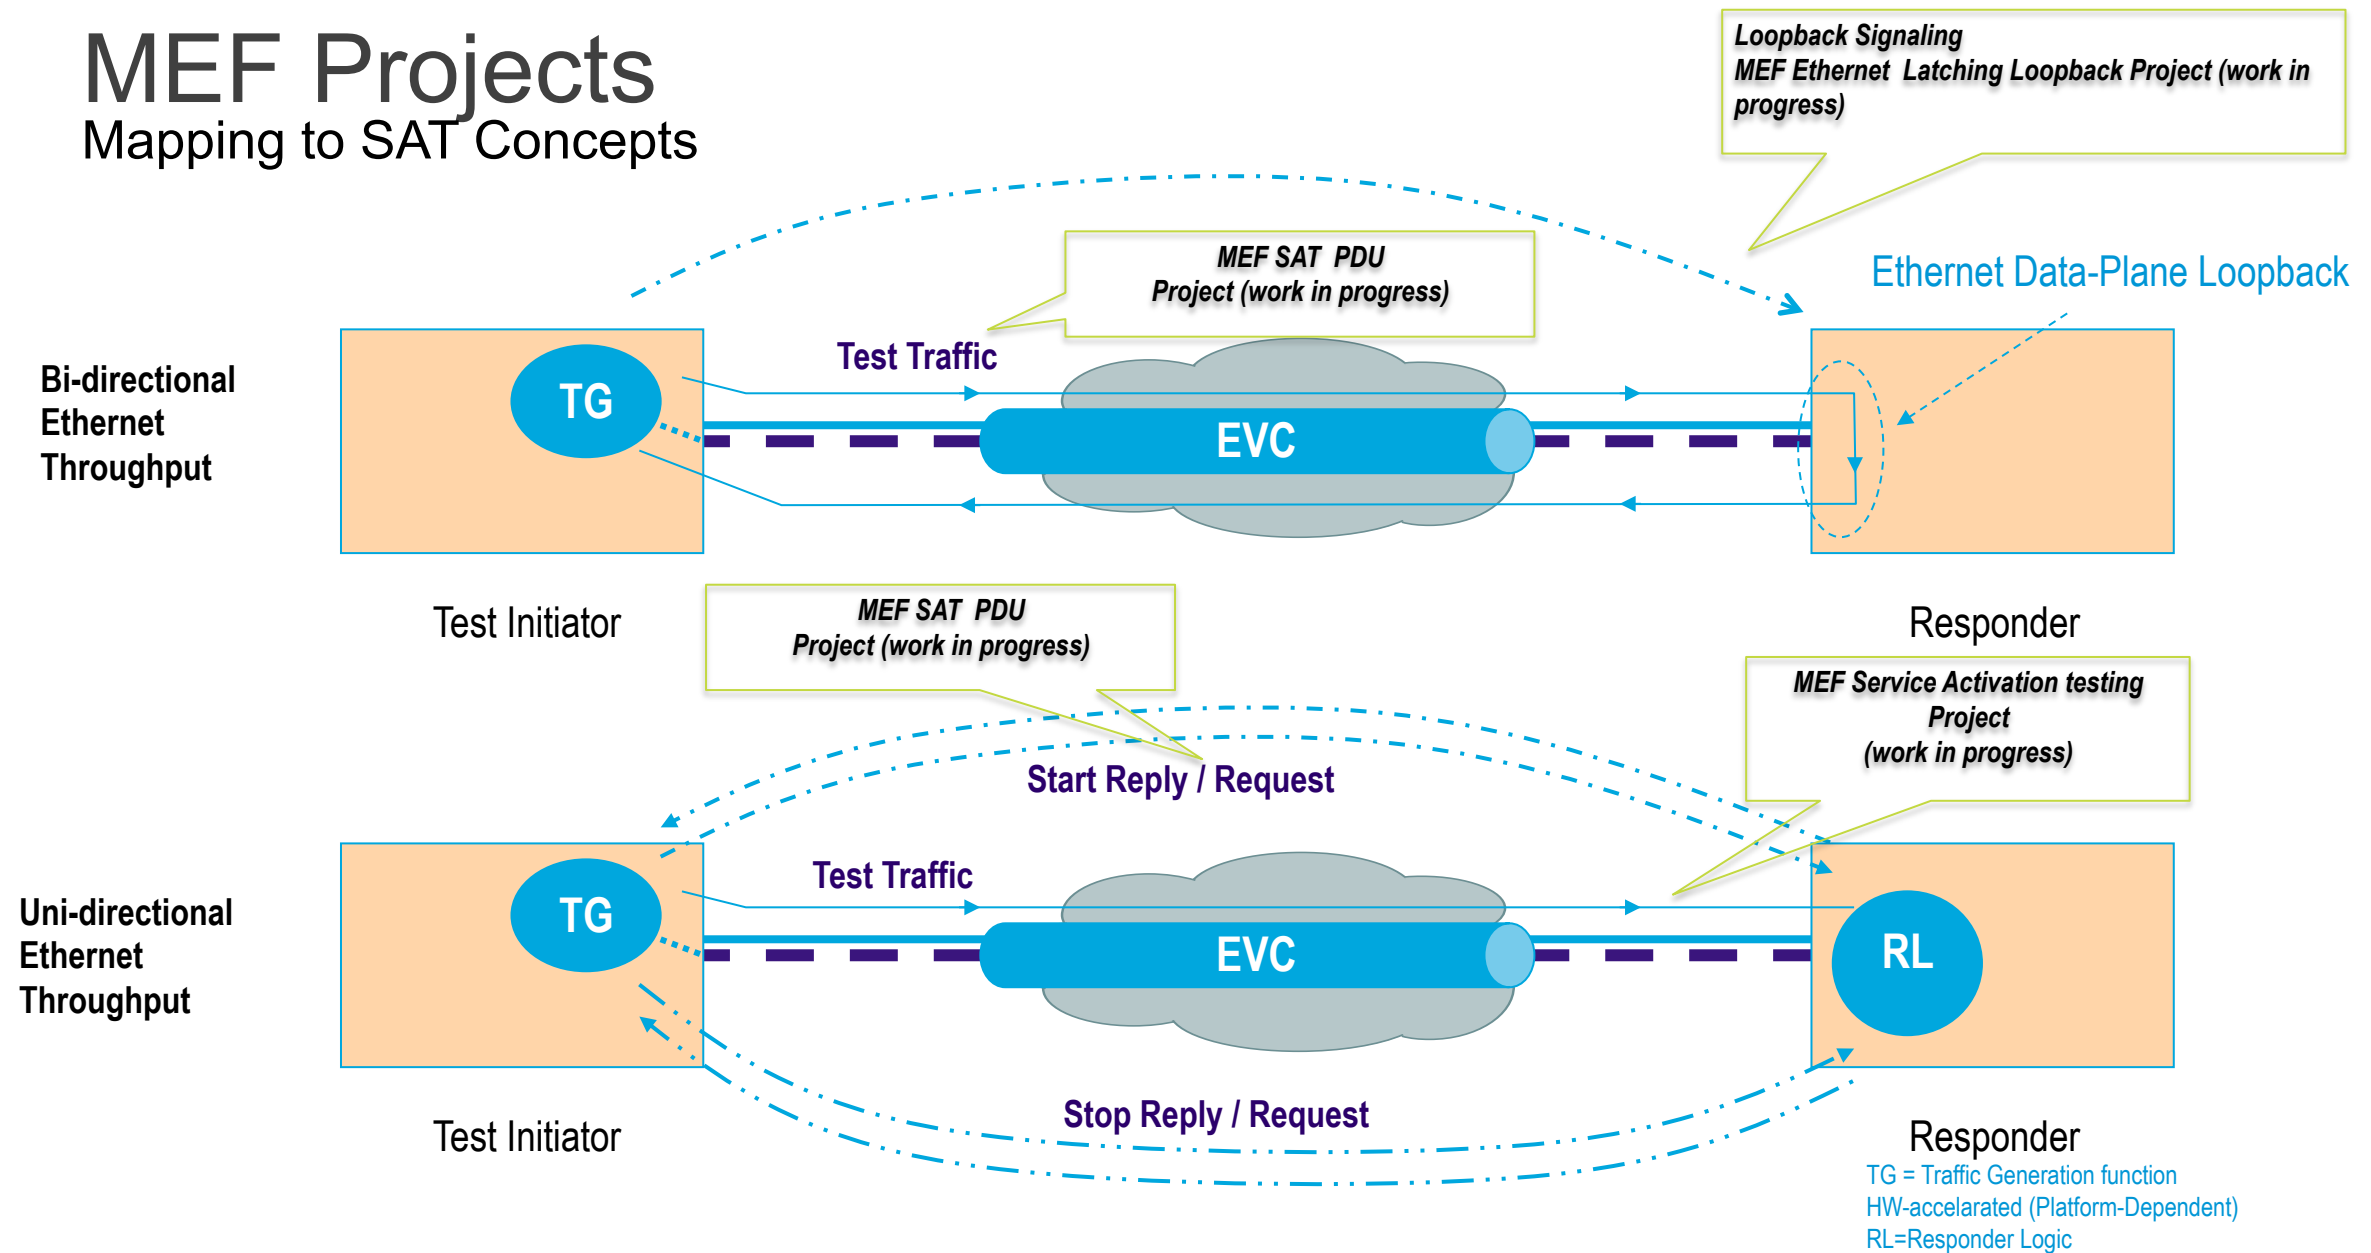 MEF Projects
Mapping to SAT Concepts
Loopback Signaling
MEF Ethernet Latching Loopback Project (work in
progress)
MEF SAT PDU
Project (work in progress)
Ethernet Data-Plane Loopback
Bi-directional
Ethernet
Throughput
TG
Test Traffic
EVC
Test Initiator
Responder
MEF SAT PDU
Project (work in progress)
MEF Service Activation testing
Project
(work in progress)
Start Reply / Request
Uni-directional
Ethernet
Throughput
TG
Test Traffic
EVC
RL
Stop Reply / Request
Test Initiator
Responder
TG = Traffic Generation function
HW-accelarated (Platform-Dependent)
RL=Responder Logic